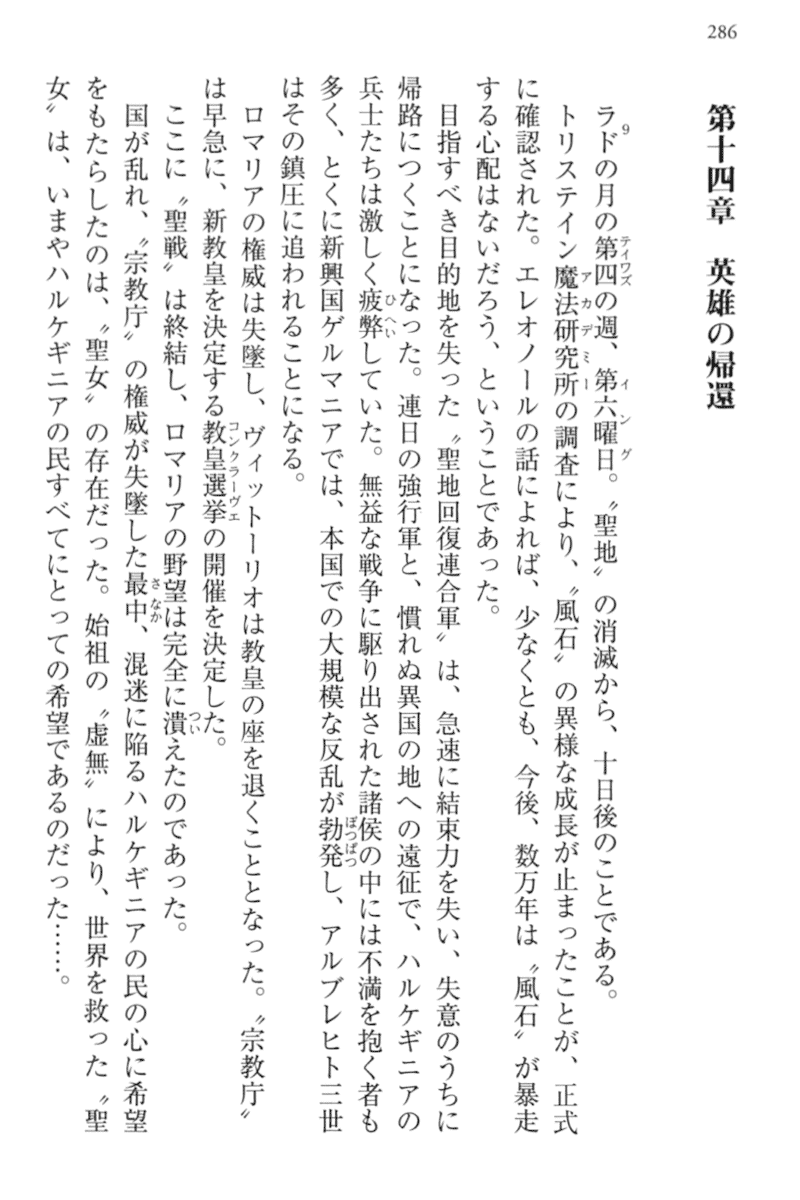 286
第十四章　英雄の帰還
ラドの月の第四の週、第六曜日。〝聖地〟の消滅から、十日後のことである。
トリステイン魔法研究所の調査により、〝風石〟の異様な成長が止まったことが、正式
に確認された。エレオノールの話によれば、少なくとも、今後、数万年は〝風石〟が暴走
する心配はないだろう、ということであった。
目指すべき目的地を失った〝聖地回復連合軍〟は、急速に結束力を失い、失意のうちに
帰路につくことになった。連日の強行軍と、慣れぬ異国の地への遠征で、ハルケギニアの
兵士たちは激しく疲弊していた。無益な戦争に駆り出された諸侯の中には不満を抱く者も
多く、とくに新興国ゲルマニアでは、本国での大規模な反乱が勃発し、アルブレヒト三世
はその鎮圧に追われることになる。
ロマリアの権威は失墜し、ヴィットーリオは教皇の座を退くこととなった。〝宗教庁〟
は早急に、新教皇を決定する教皇選挙の開催を決定した。
ここに〝聖戦〟は終結し、ロマリアの野望は完全に潰えたのであった。
国が乱れ、〝宗教庁〟の権威が失墜した最中、混迷に陥るハルケギニアの民の心に希望
をもたらしたのは、〝聖女〟の存在だった。始祖の〝虚無〟により、世界を救った〝聖
女〟は、いまやハルケギニアの民すべてにとっての希望であるのだった……。